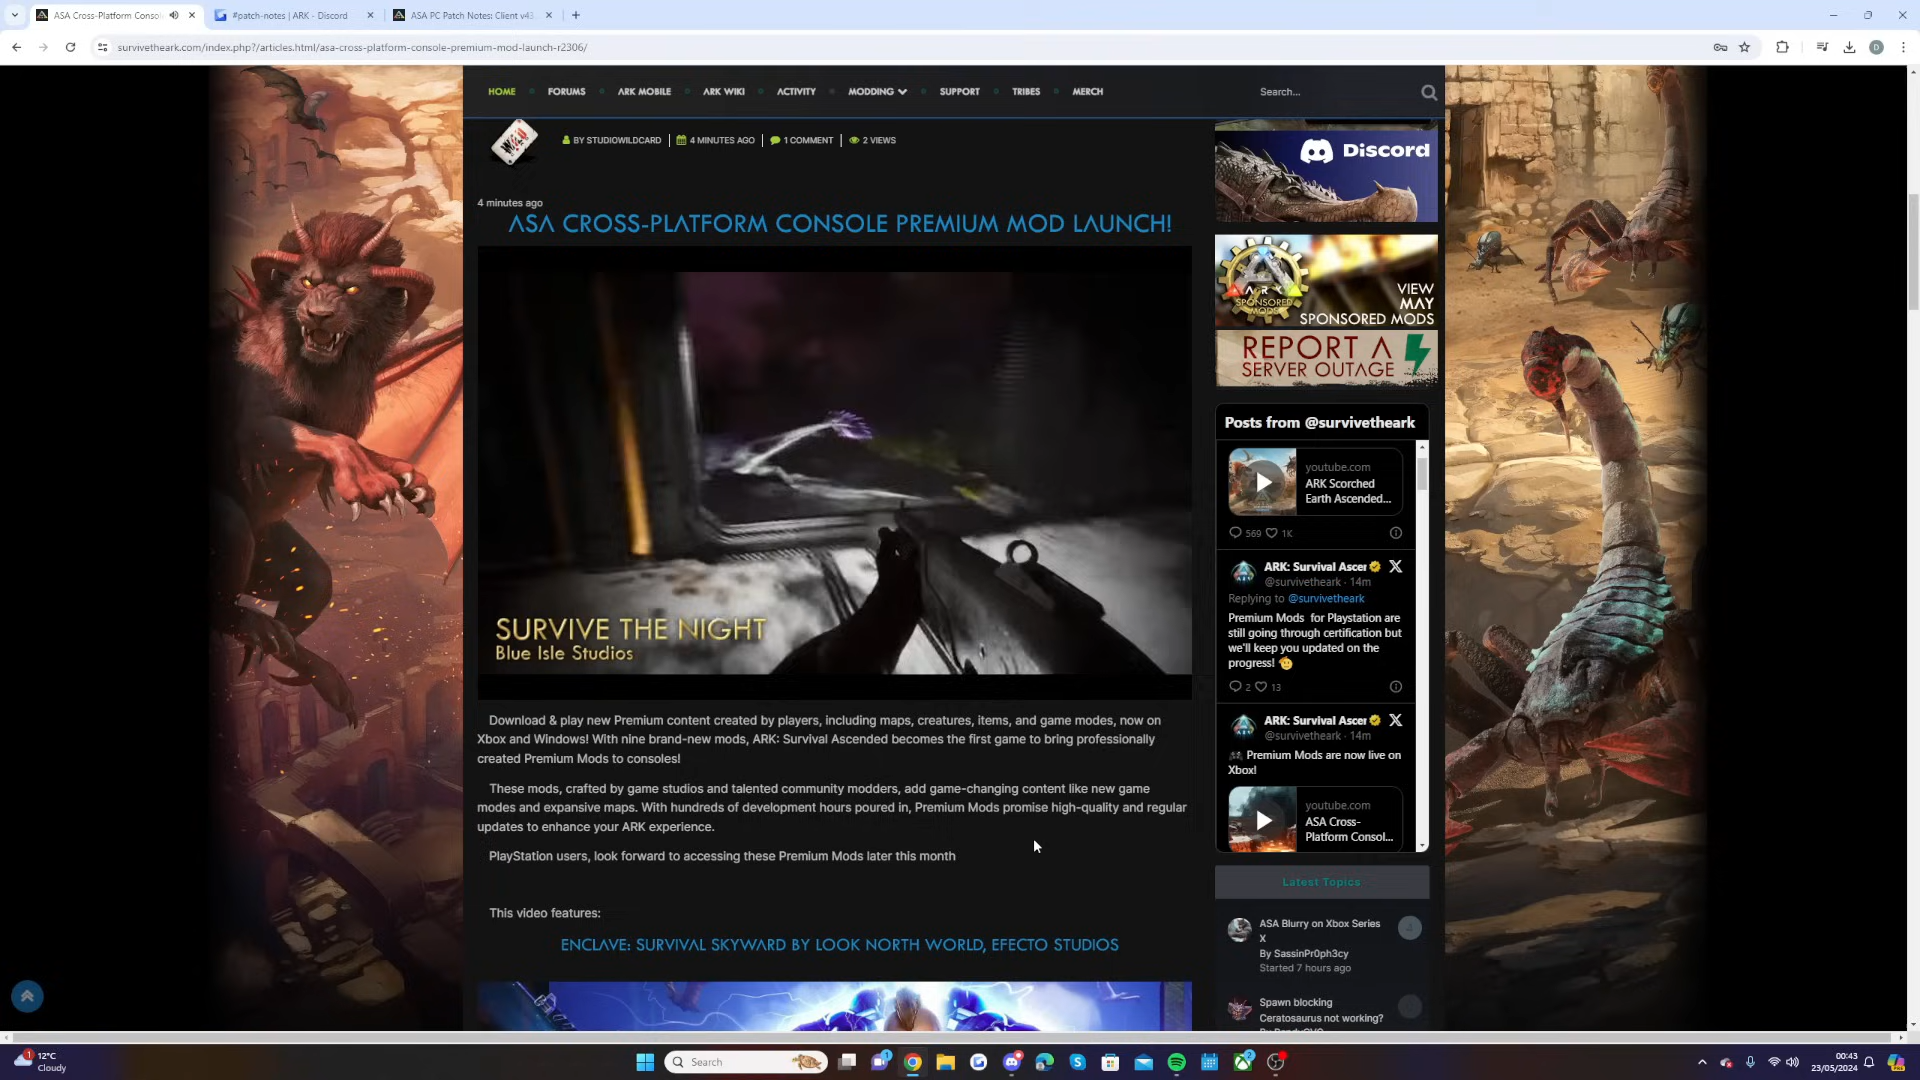 ASA Cross-Platform Consol
#patch-notes | ARK - Discord
ASA PC Patch Notes: Client v43
survivetheark.com/index.php?/articles.html/asa-cross-platform-console-premium-mod-launch-r2306/
HOME
FORUMS
ARK MOBILE
ARK WIKI
ACTIVITY
MODDING
SUPPORT
TRIBES
MERCH
Search...
BY STUDIOWILDCARD
4 MINUTES AGO
1 COMMENT
2 VIEWS
4 minutes ago
ASA CROSS-PLATFORM CONSOLE PREMIUM MOD LAUNCH!
SURVIVE THE NIGHT
Blue Isle Studios
Download & play new Premium content created by players, including maps, creatures, items, and game modes, now on
Xbox and Windows! With nine brand-new mods, ARK: Survival Ascended becomes the first game to bring professionally
created Premium Mods to consoles!
These mods, crafted by game studios and talented community modders, add game-changing content like new game
modes and expansive maps. With hundreds of development hours poured in, Premium Mods promise high-quality and regular
updates to enhance your ARK experience.
PlayStation users, look forward to accessing these Premium Mods later this month
This video features:
ENCLAVE: SURVIVAL SKYWARD BY LOOK NORTH WORLD, EFECTO STUDIOS
Discord
ARK
SPONSORED
MODS
VIEW
MAY
SPONSORED MODS
REPORT A
SERVER OUTAGE
Posts from @survivetheark
youtube.com
ARK Scorched
Earth Ascended...
569 1K
ARK: Survival Ascer
@survivetheark · 14m
Replying to @survivetheark
Premium Mods for Playstation are
still going through certification but
we'll keep you updated on the
progress!
2 13
ARK: Survival Ascer
@survivetheark · 14m
Premium Mods are now live on
Xbox!
youtube.com
ASA Cross-
Platform Consol...
Latest Topics
ASA Blurry on Xbox Series
X
By SassinPr0ph3cy
Started 7 hours ago
Spawn blocking
Ceratosaurus not working?
12°C
Cloudy
Search
00:43
23/05/2024